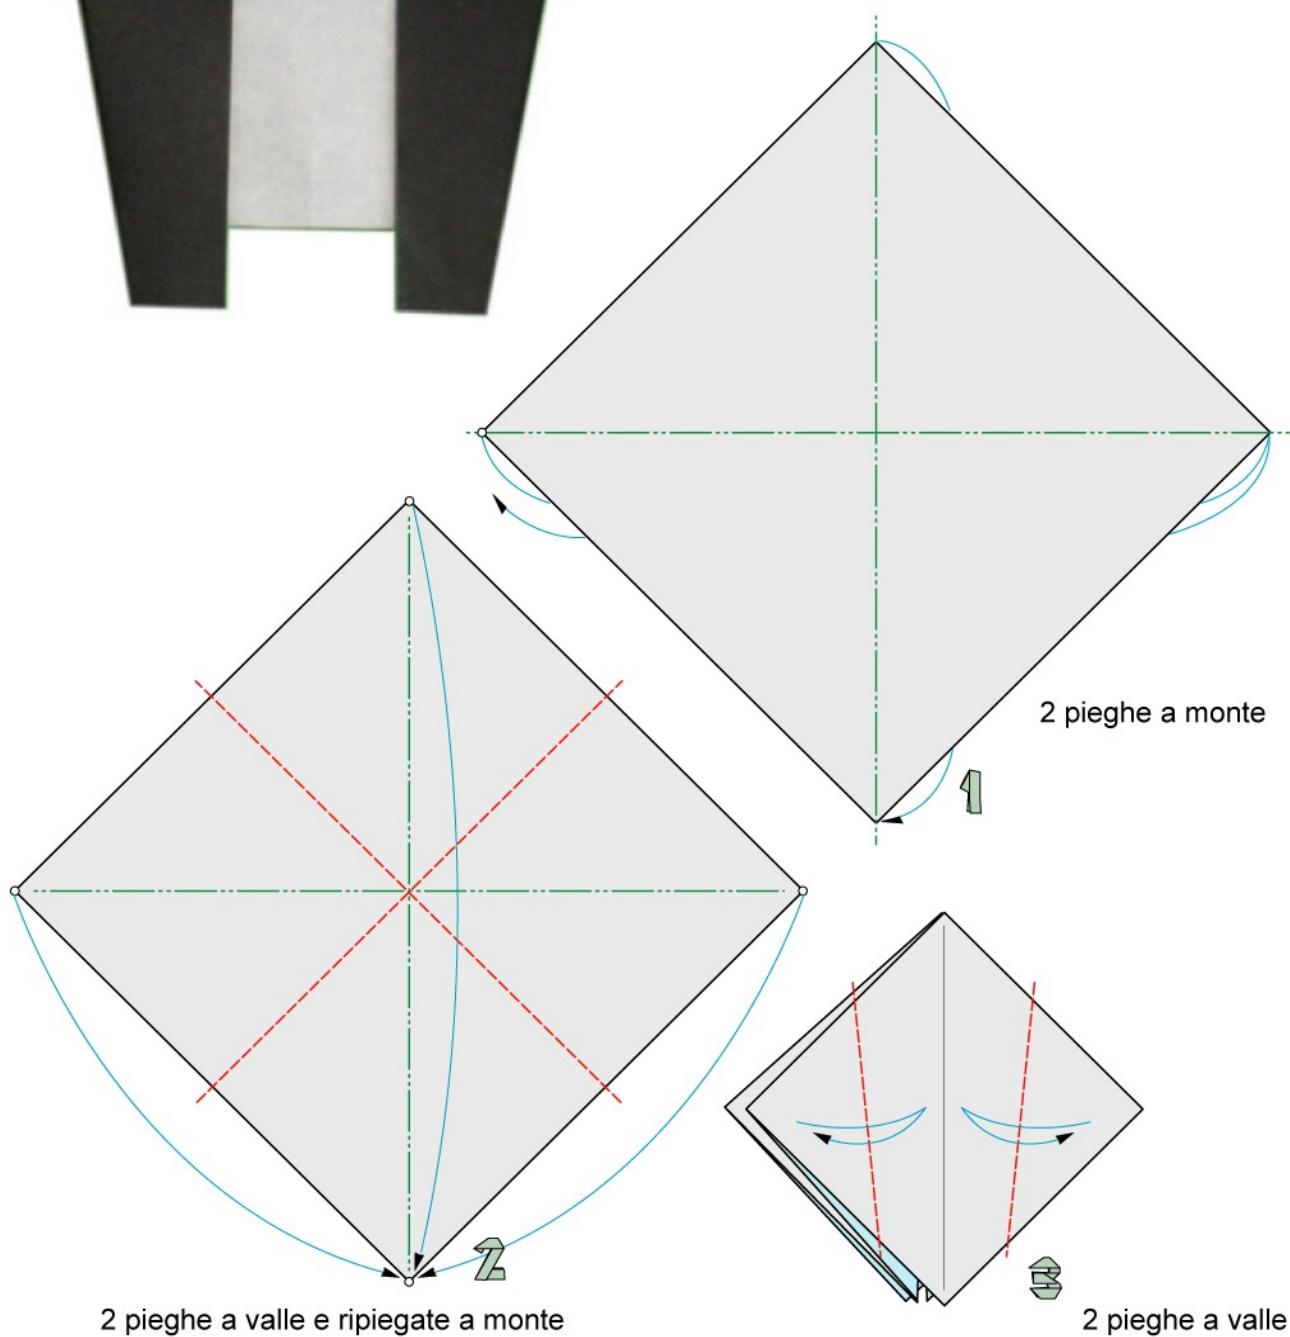 2 pieghe a monte
1
2
2 pieghe a valle e ripiegate a monte
3
2 pieghe a valle